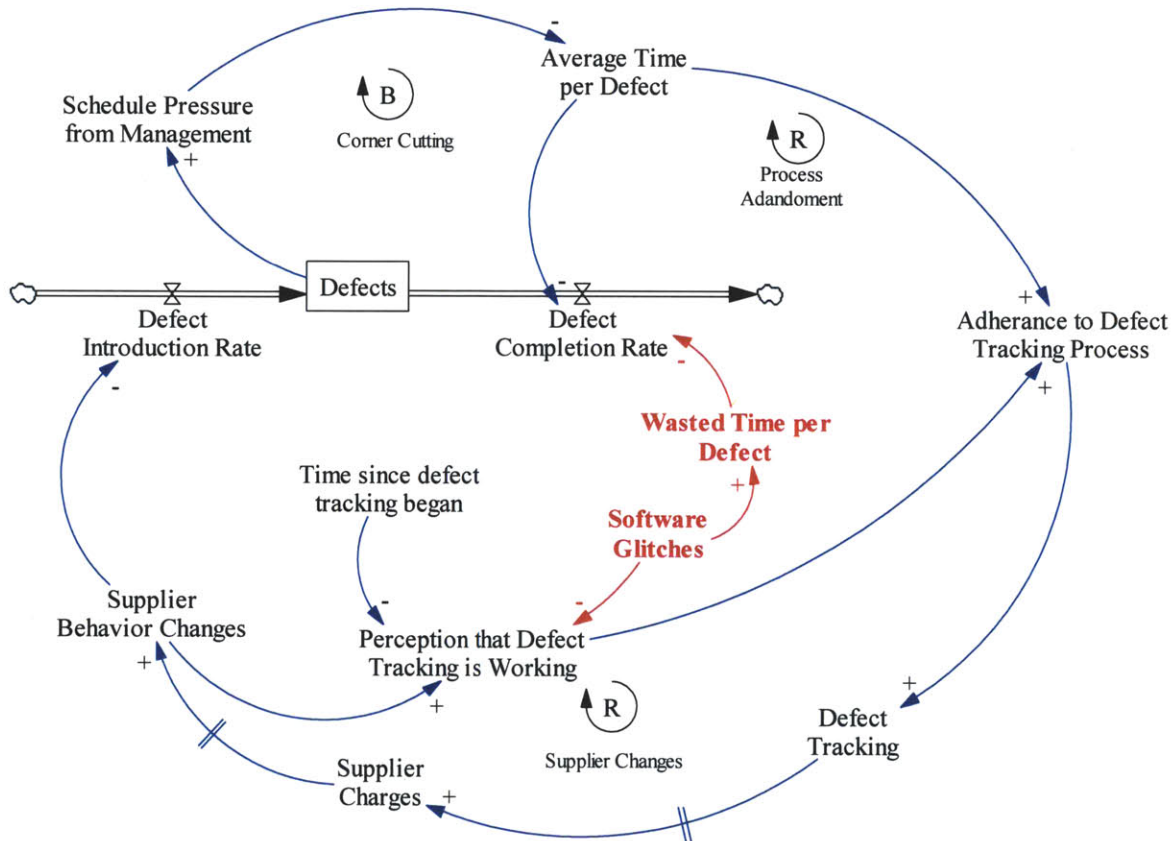 -
Average Time
per Defect
Schedule Pressure
from Management
+
B
Corner Cutting
R
Process
Adandoment
Defects
-
Defect
Introduction Rate
-
Defect
Completion Rate
-
+
Adherance to Defect
Tracking Process
+
Wasted Time per
Defect
+
Time since defect
tracking began
Software
Glitches
-
-
Supplier
Behavior Changes
+
Perception that Defect
Tracking is Working
+
R
Supplier Changes
+
Defect
Tracking
Supplier
Charges
+